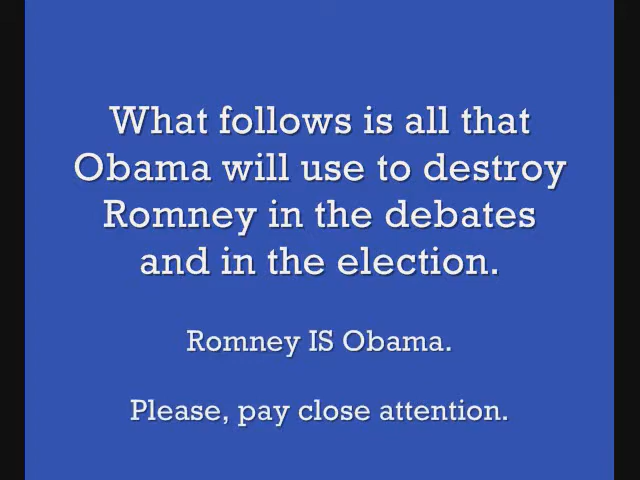 What follows is all that
Obama will use to destroy
Romney in the debates
and in the election.
Romney IS Obama.
Please, pay close attention.